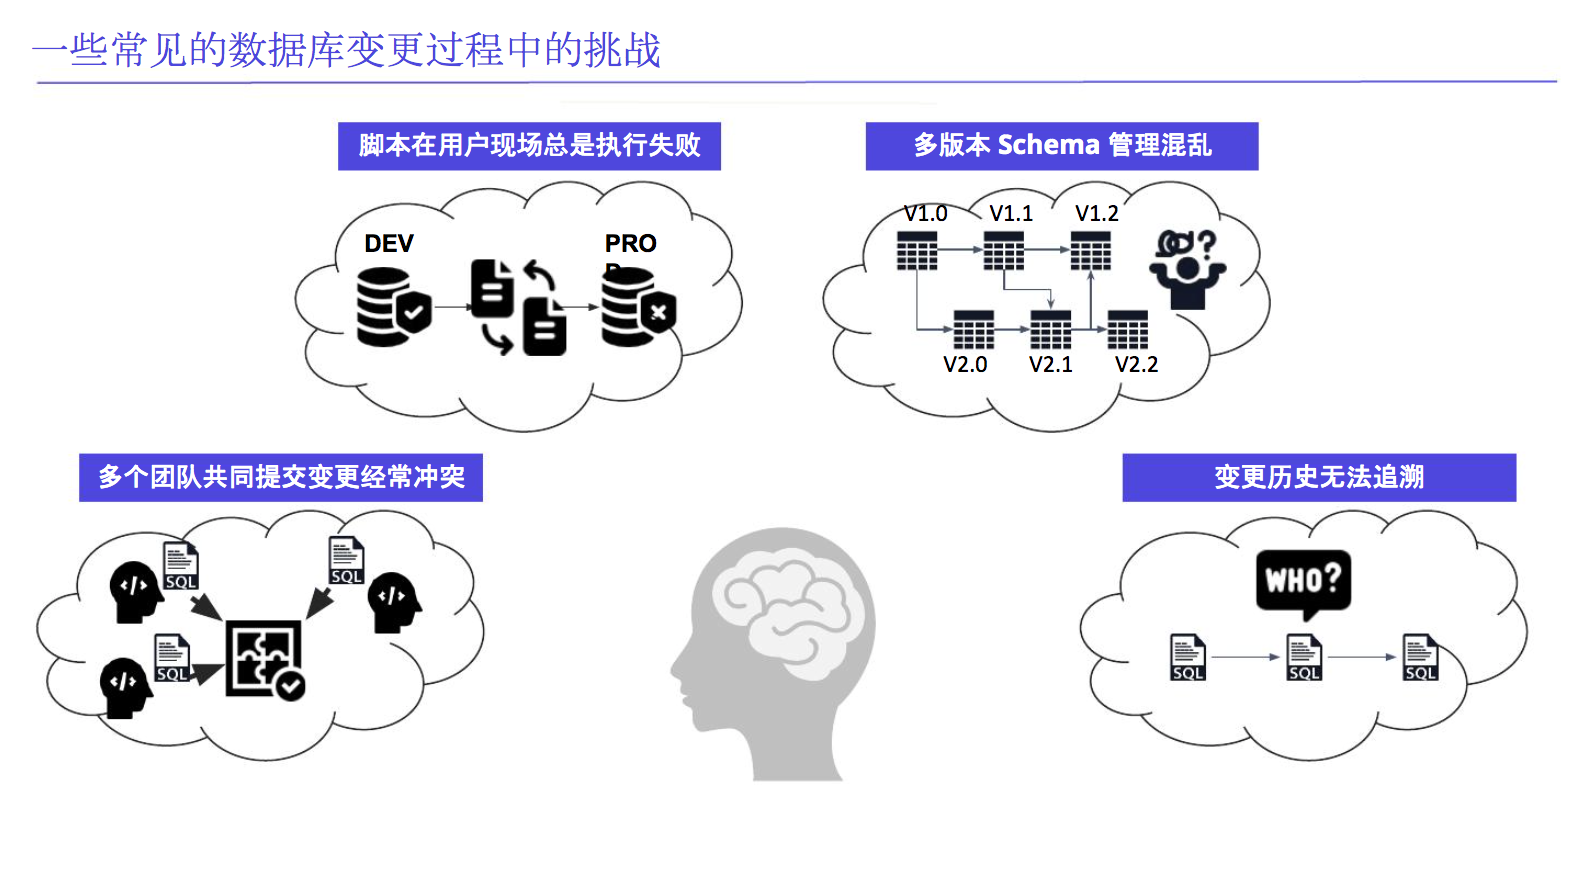 一些常见的数据库变更过程中的挑战
脚本在用户现场总是执行失败
多版本 Schema 管理混乱
DEV
PRO
D
V1.0
V1.1
V1.2
V2.0
V2.1
V2.2
多个团队共同提交变更经常冲突
SQL
SQL
SQL
变更历史无法追溯
WHO?
SQL
SQL
SQL